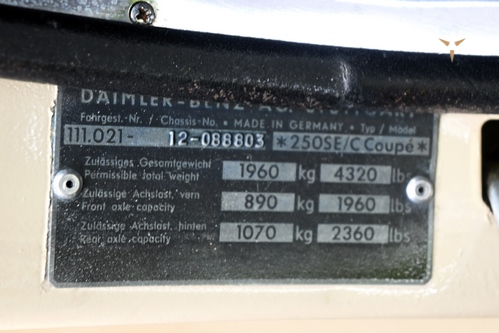 DAIMLER-BENZ AG. STUTTGART
Fahrgest.-Nr. / Chassis-No. • MADE IN GERMANY • Typ / Model
111.021- 12-088803 *250SE/C Coupé*
Zulässiges Gesamtgewicht
Permissible total weight 1960 kg 4320 lbs
Zulässige Achslast, vorn
Front axle capacity 890 kg 1960 lbs
Zulässige Achslast, hinten
Rear axle capacity 1070 kg 2360 lbs